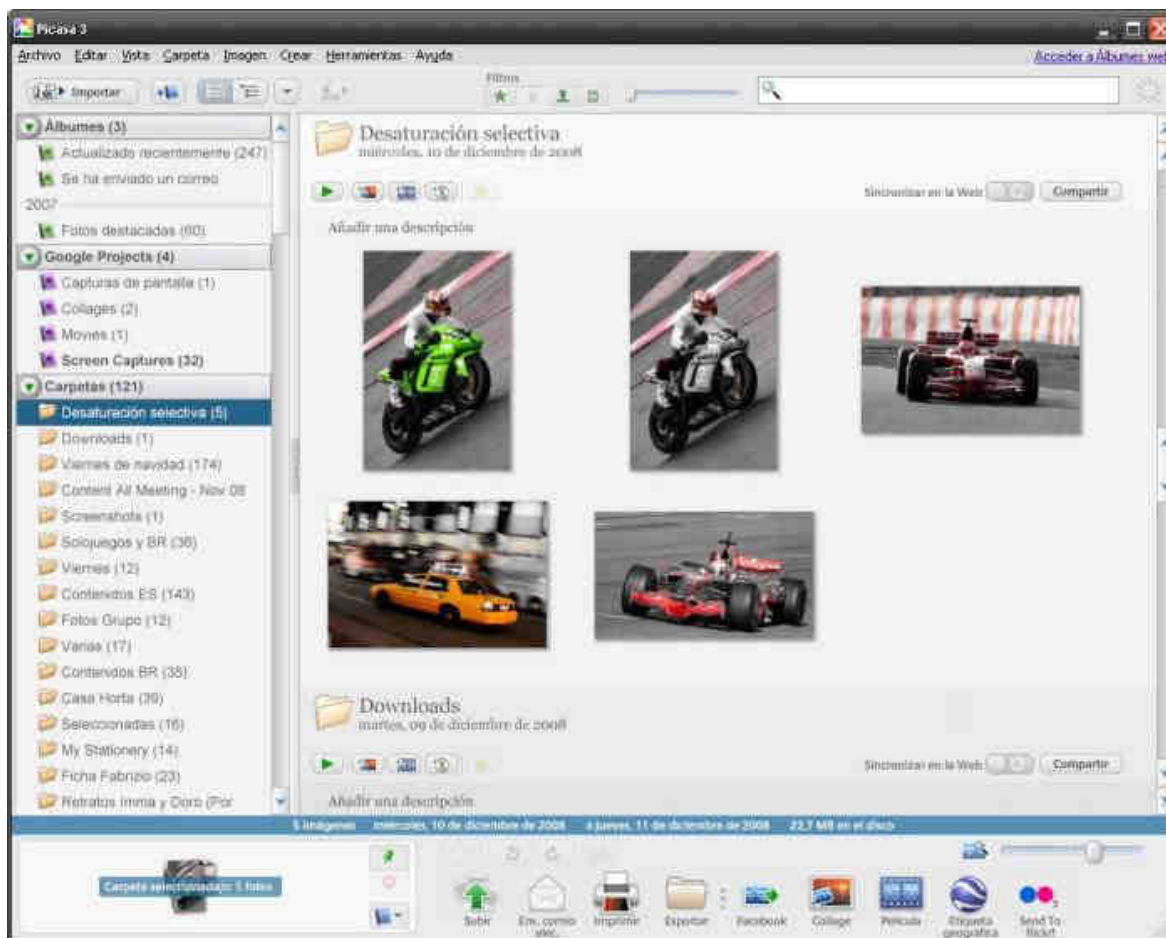 Picasa 3
Archivo Editar Vista Carpeta Imagen Crear Herramientas Ayuda
Acceder a Álbumes web
Importar
Filtros
Álbumes (3)
Actualizado recientemente (247)
Se ha enviado un correo
2007
Fotos destacadas (60)
Google Projects (4)
Capturas de pantalla (1)
Collages (2)
Movies (1)
Screen Captures (32)
Carpetas (121)
Desaturación selectiva (5)
Downloads (1)
Viernes de navidad (174)
Content All Meeting - Nov 08
Screenshots (1)
Solojuegos y BR (36)
Viernes (12)
Contenidos ES (143)
Fotos Grupo (12)
Varias (17)
Contenidos BR (38)
Casa Horta (39)
Seleccionadas (16)
My Stationery (14)
Ficha Fabrizio (23)
Retratos Imma y Doro (Por
Desaturación selectiva
miércoles, 10 de diciembre de 2008
Sincronizar en la Web
Compartir
Añadir una descripción
Downloads
martes, 09 de diciembre de 2008
Sincronizar en la Web
Compartir
Añadir una descripción
5 imágenes miércoles, 10 de diciembre de 2008 a jueves, 11 de diciembre de 2008 22,7 MB en el disco
Carpeta seleccionada: 5 fotos
Subir
Env. correo elec.
Imprimir
Exportar
Facebook
Collage
Película
Etiqueta geográfica
Send To flickr